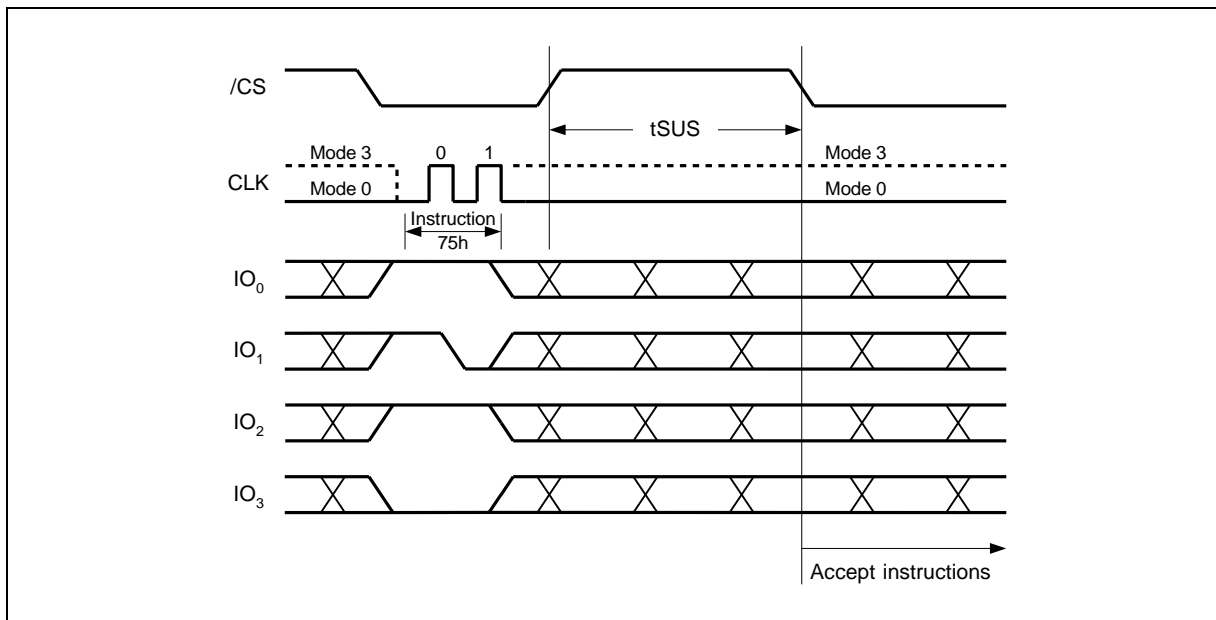 /CS
tSUS
Mode 3 0 1 Mode 3
CLK
Mode 0 Mode 0
Instruction
75h
IO0
IO1
IO2
IO3
Accept instructions